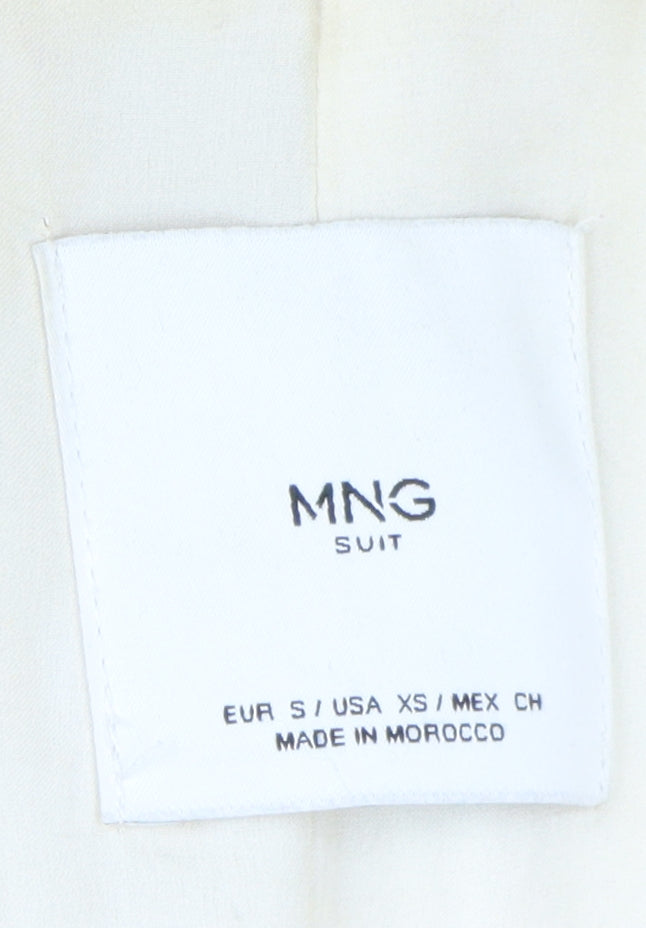 MNG
SUIT
EUR S / USA XS / MEX CH
MADE IN MOROCCO